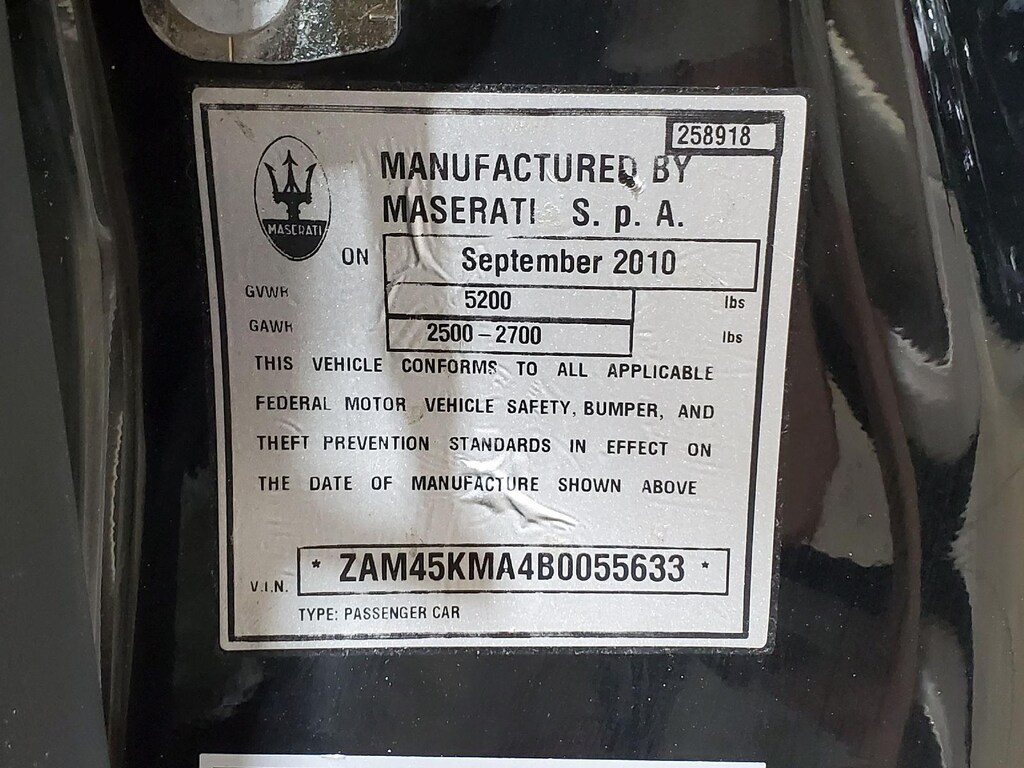 258918
MANUFACTURED BY
MASERATI S. p. A.
MASERATI
ON September 2010
GVWR 5200 lbs
GAWR 2500 – 2700 lbs
THIS VEHICLE CONFORMS TO ALL APPLICABLE
FEDERAL MOTOR VEHICLE SAFETY, BUMPER, AND
THEFT PREVENTION STANDARDS IN EFFECT ON
THE DATE OF MANUFACTURE SHOWN ABOVE
V.I.N. * ZAM45KMA4B0055633 *
TYPE: PASSENGER CAR